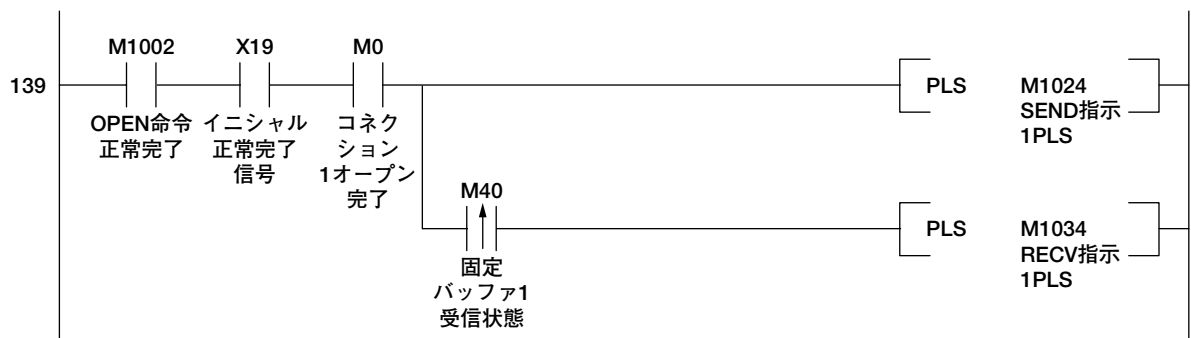 M1002 X19 M0
139 PLS M1024
OPEN命令 イニシャル コネク SEND指示
正常完了 正常完了 ション 1PLS
信号 1オープン
完了
M40
PLS M1034
RECV指示
固定 1PLS
バッファ1
受信状態